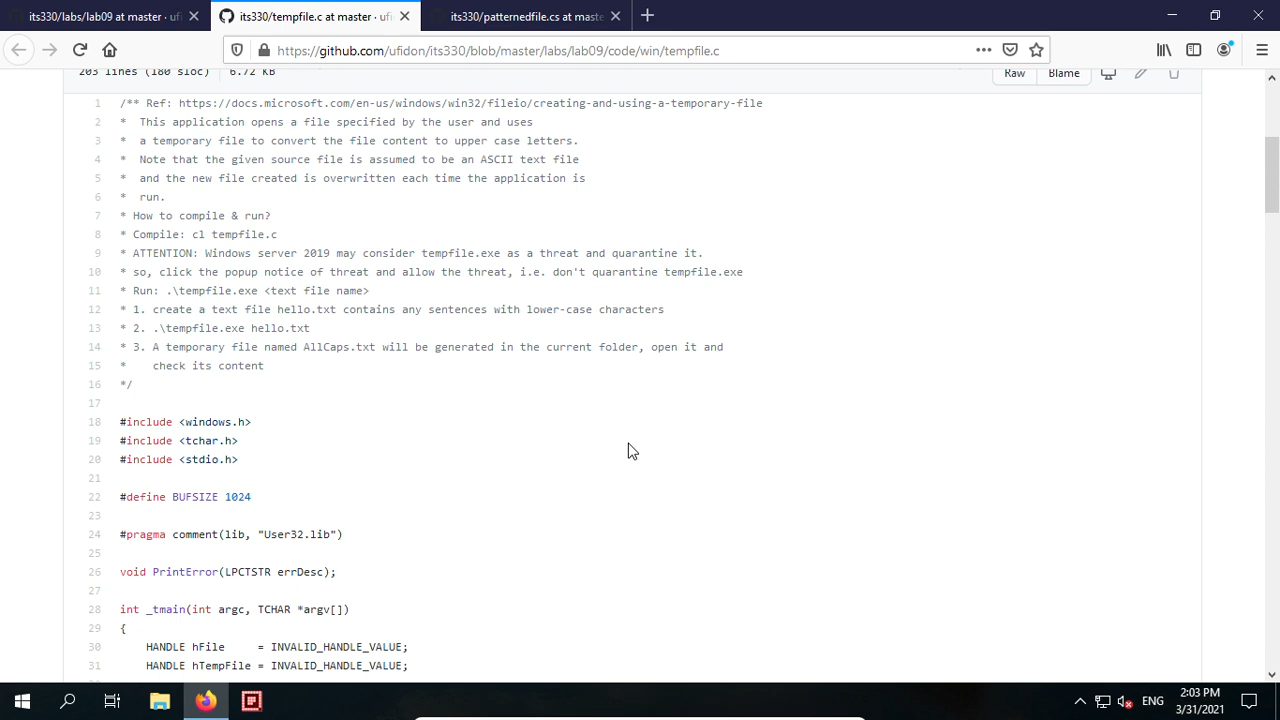 its330/labs/lab09 at master · uf
its330/tempfile.c at master · ufi
its330/patternedfile.cs at maste
https://github.com/ufidon/its330/blob/master/labs/lab09/code/win/tempfile.c
203 lines (180 sloc) 6.72 KB
Raw
Blame
1 /** Ref: https://docs.microsoft.com/en-us/windows/win32/fileio/creating-and-using-a-temporary-file
2 * This application opens a file specified by the user and uses
3 * a temporary file to convert the file content to upper case letters.
4 * Note that the given source file is assumed to be an ASCII text file
5 * and the new file created is overwritten each time the application is
6 * run.
7 * How to compile & run?
8 * Compile: cl tempfile.c
9 * ATTENTION: Windows server 2019 may consider tempfile.exe as a threat and quarantine it.
10 * so, click the popup notice of threat and allow the threat, i.e. don't quarantine tempfile.exe
11 * Run: .\tempfile.exe <text file name>
12 * 1. create a text file hello.txt contains any sentences with lower-case characters
13 * 2. .\tempfile.exe hello.txt
14 * 3. A temporary file named AllCaps.txt will be generated in the current folder, open it and
15 * check its content
16 */
17
18 #include <windows.h>
19 #include <tchar.h>
20 #include <stdio.h>
21
22 #define BUFSIZE 1024
23
24 #pragma comment(lib, "User32.lib")
25
26 void PrintError(LPCTSTR errDesc);
27
28 int _tmain(int argc, TCHAR *argv[])
29 {
30 HANDLE hFile = INVALID_HANDLE_VALUE;
31 HANDLE hTempFile = INVALID_HANDLE_VALUE;
ENG
2:03 PM
3/31/2021